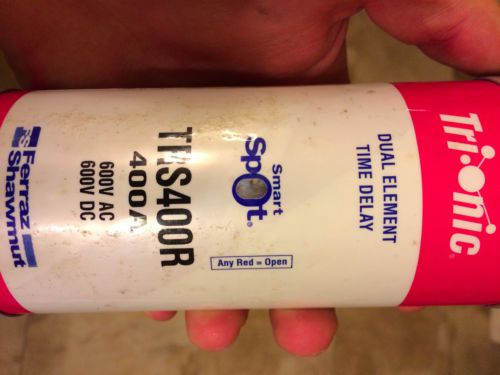 Tri-onic®
DUAL ELEMENT
TIME DELAY
Smart
SpOt®
Any Red = Open
TRS400R
400A
600V AC
600V DC
Ferraz
Shawmut